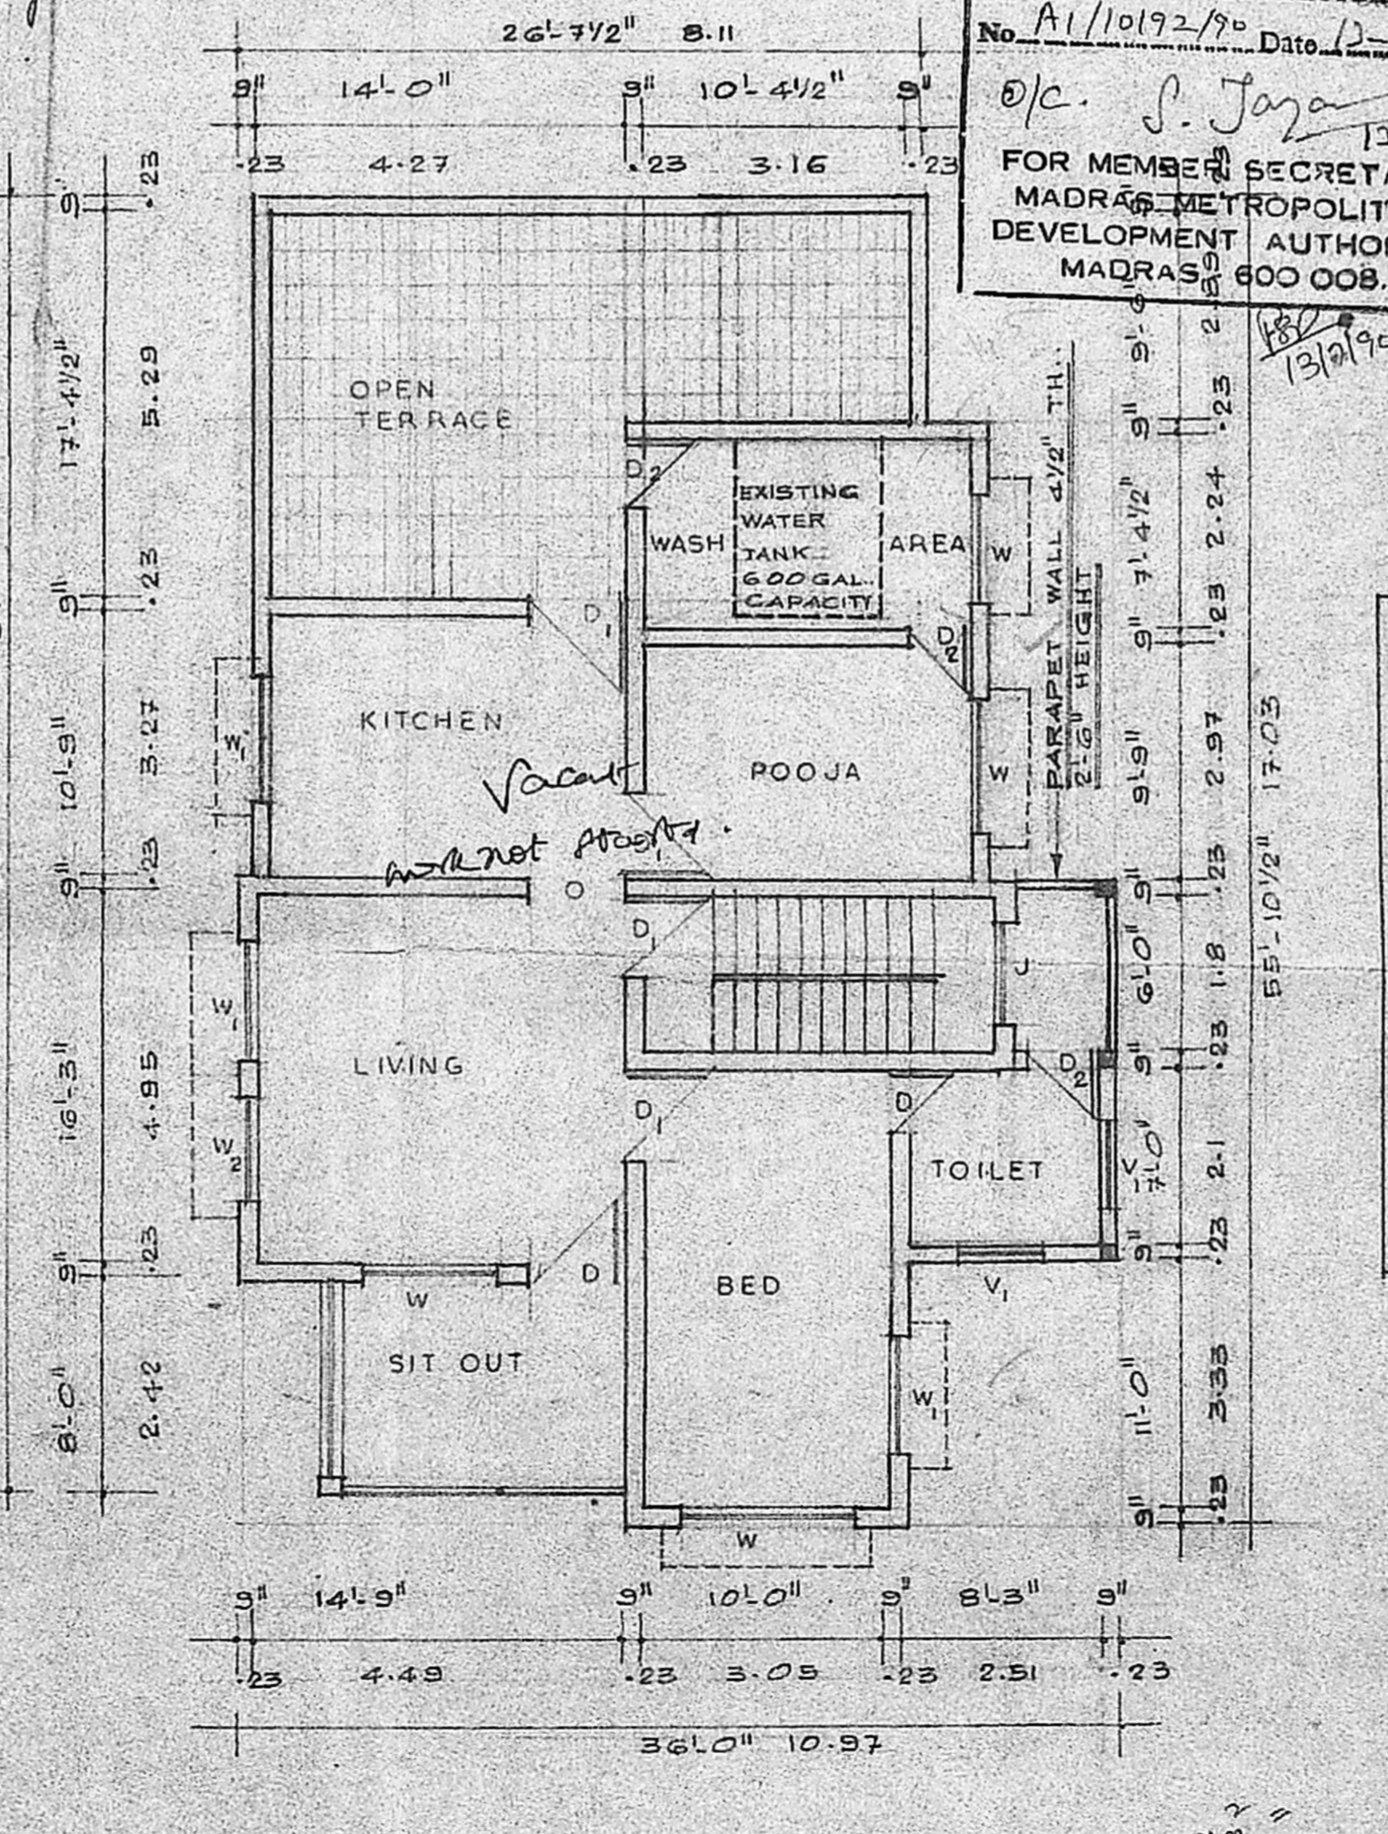 26'-7½" 8.11
9" 14'-0" 9" 10'-4½" 9"
.23 4.27 .23 3.16 .23
No A1/10192/90 Date 13-
O/C. S.
FOR MEMBER SECRETA
MADRAS METROPOLIT
DEVELOPMENT AUTHO
MADRAS 600 008.
13/2/90
9" .23
17'-4½" 5.29
9" .23
10'-9" 3.27
9" .23
16'-3" 4.95
9" .23
8'-0" 2.42
OPEN
TERRACE
D2
EXISTING
WATER
TANK
600 GAL.
CAPACITY
WASH
AREA
W
D1
D2
KITCHEN
W1
POOJA
W
Vacant
work not started.
PARAPET WALL 4½" TH..
2'-6" HEIGHT
O
D1
J
W1
LIVING
D1
D
D2
W2
TOILET
V
D
BED
V1
W
SIT OUT
W1
W
9'-0"
9" .23
7'-4½" 2.24
9" .23
9'-9" 2.97
9" .23
6'-0" 1.8
9" .23
7'-0" 2.1
9" .23
11'-0" 3.33
9" .23
55'-10½" 17.03
9" 14'-9" 9" 10'-0" 9" 8'-3" 9"
.23 4.49 .23 3.05 .23 2.51 .23
36'-0" 10.97